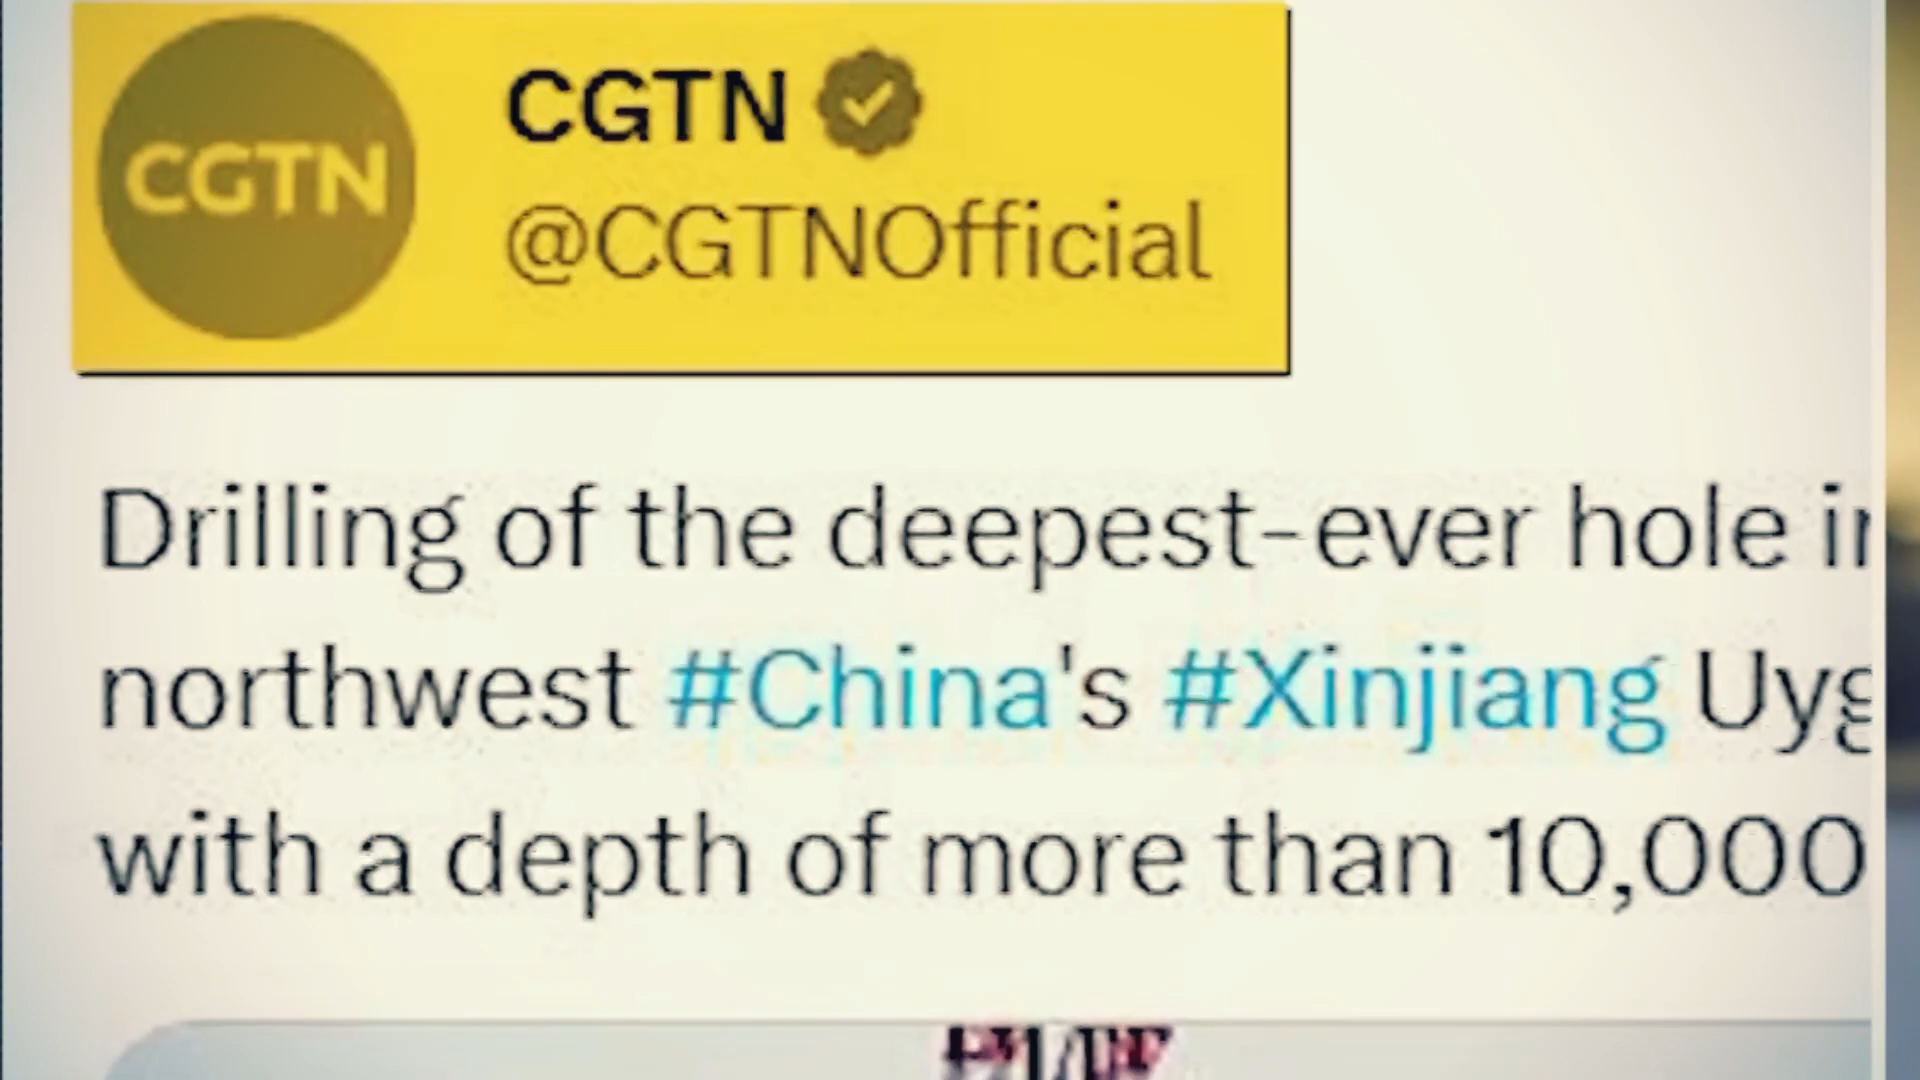 CGTN
CGTN
@CGTNOfficial
Drilling of the deepest-ever hole
northwest #China's #Xinjiang
with a depth of more than 10,000